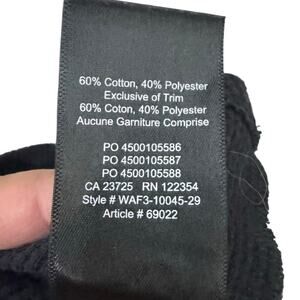 60% Cotton, 40% Polyester
Exclusive of Trim
60% Coton, 40% Polyester
Aucune Garniture Comprise
PO 4500105586
PO 4500105587
PO 4500105588
CA 23725 RN 122354
Style # WAF3-10045-29
Article # 69022